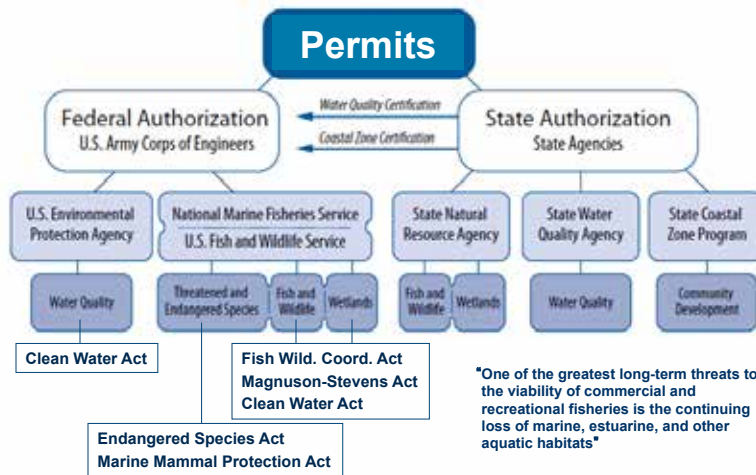 Permits
Federal Authorization
U.S. Army Corps of Engineers
Water Quality Certification
Coastal Zone Certification
State Authorization
State Agencies
U.S. Environmental
Protection Agency
National Marine Fisheries Service
U.S. Fish and Wildlife Service
State Natural
Resource Agency
State Water
Quality Agency
State Coastal
Zone Program
Water Quality
Threatened and
Endangered Species
Fish and
Wildlife
Wetlands
Fish and
Wildlife
Wetlands
Water Quality
Community
Development
Clean Water Act
Fish Wild. Coord. Act
Magnuson-Stevens Act
Clean Water Act
Endangered Species Act
Marine Mammal Protection Act
"One of the greatest long-term threats to
the viability of commercial and
recreational fisheries is the continuing
loss of marine, estuarine, and other
aquatic habitats"